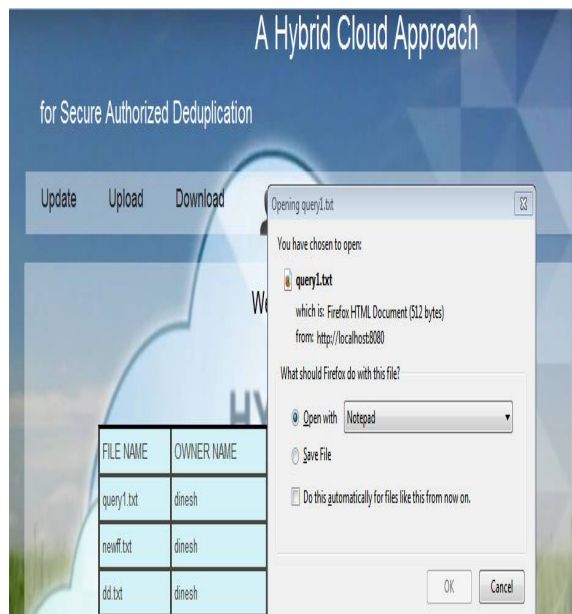 A Hybrid Cloud Approach
for Secure Authorized Deduplication
Update Upload Download
We
HY
FILE NAME OWNER NAME
query1.txt dinesh
newff.txt dinesh
dd.txt dinesh
Opening query1.txt
You have chosen to open:
query1.txt
which is: Firefox HTML Document (512 bytes)
from: http://localhost:8080
What should Firefox do with this file?
Open with Notepad
Save File
Do this automatically for files like this from now on.
OK Cancel